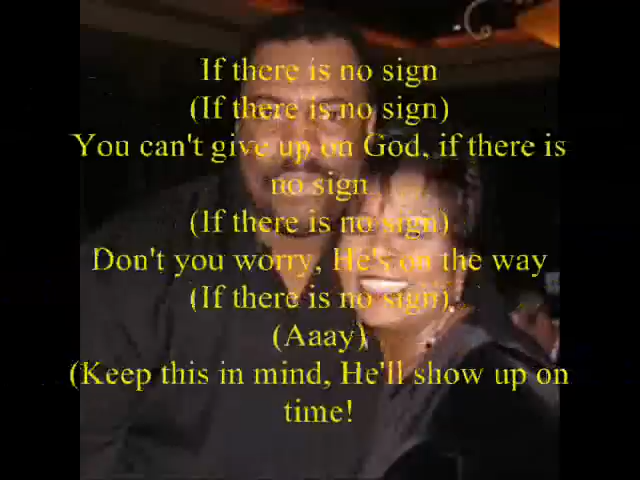 If there is no sign
(If there is no sign)
You can't give up on God, if there is
no sign
(If there is no sign)
Don't you worry, He's on the way
(If there is no sign)
(Aaay)
(Keep this in mind, He'll show up on
time!